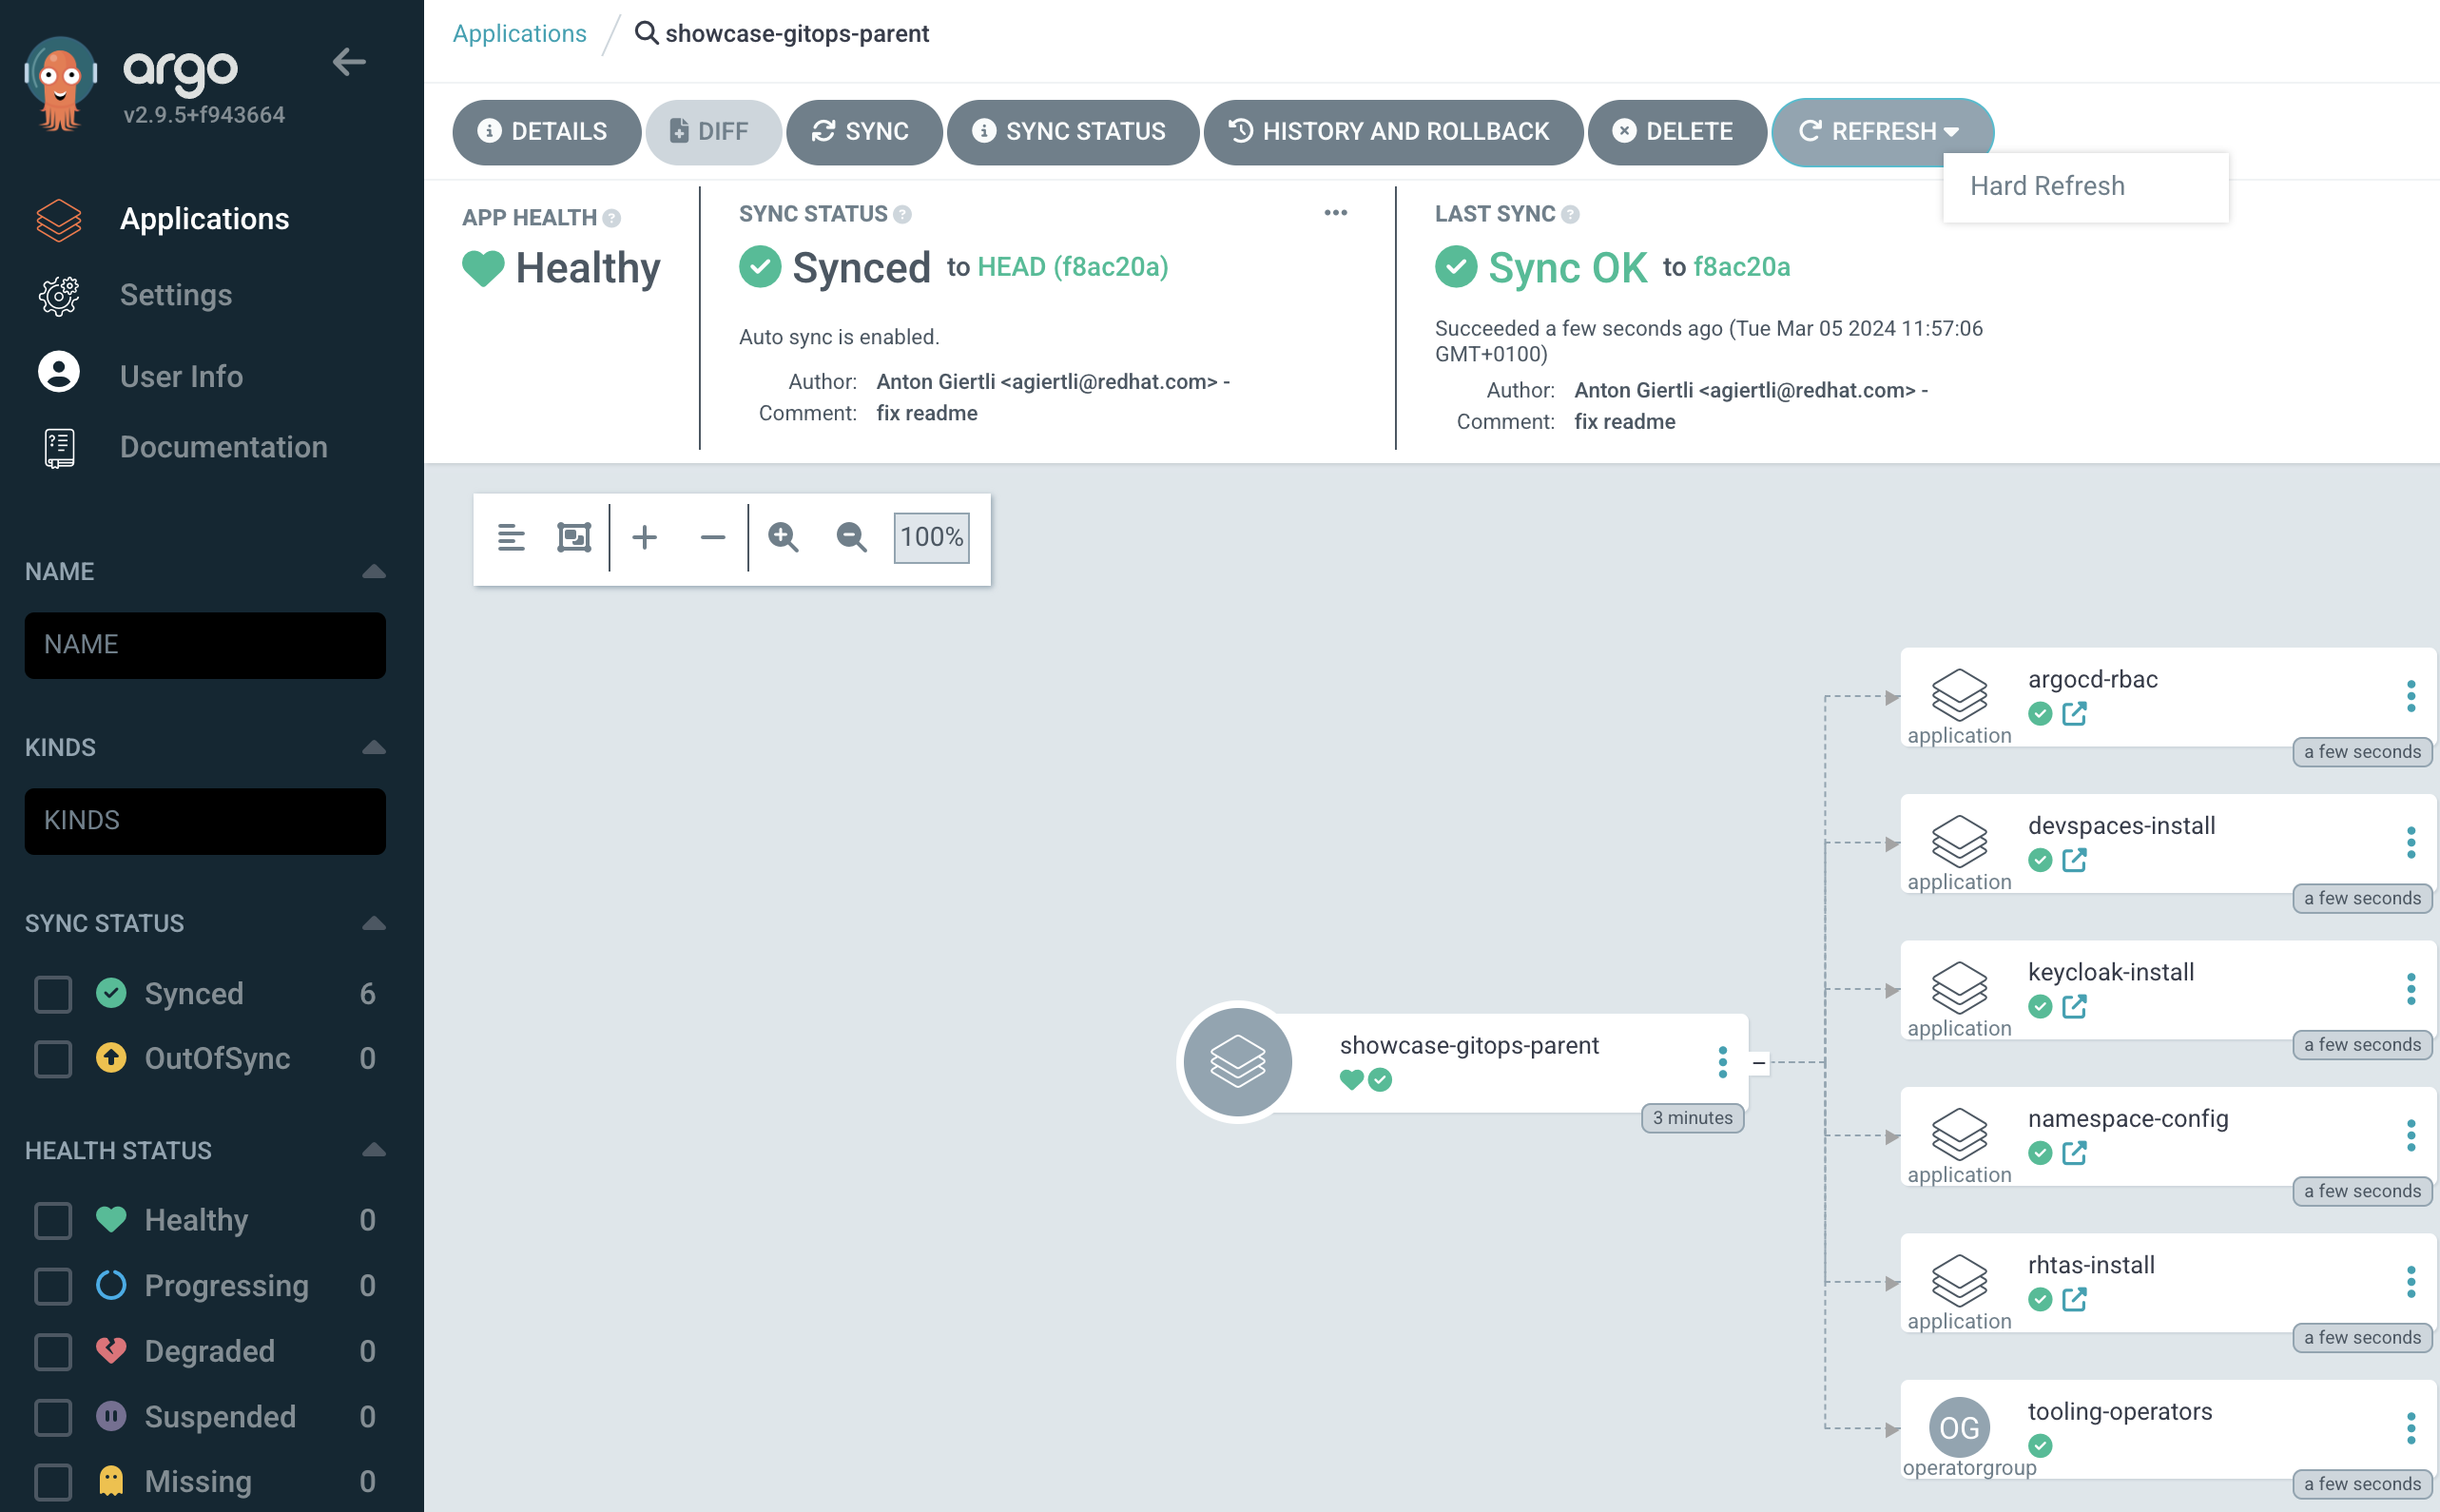 argo
v2.9.5+f943664
Applications
Settings
User Info
Documentation
NAME
NAME
KINDS
KINDS
SYNC STATUS
Synced 6
OutOfSync 0
HEALTH STATUS
Healthy 0
Progressing 0
Degraded 0
Suspended 0
Missing 0
Applications / showcase-gitops-parent
DETAILS DIFF SYNC SYNC STATUS HISTORY AND ROLLBACK DELETE REFRESH
Hard Refresh
APP HEALTH
Healthy
SYNC STATUS
Synced to HEAD (f8ac20a)
Auto sync is enabled.
Author: Anton Giertli <agiertli@redhat.com> -
Comment: fix readme
LAST SYNC
Sync OK to f8ac20a
Succeeded a few seconds ago (Tue Mar 05 2024 11:57:06
GMT+0100)
Author: Anton Giertli <agiertli@redhat.com> -
Comment: fix readme
100%
showcase-gitops-parent
3 minutes
argocd-rbac
application
a few seconds
devspaces-install
application
a few seconds
keycloak-install
application
a few seconds
namespace-config
application
a few seconds
rhtas-install
application
a few seconds
OG
tooling-operators
operatorgroup
a few seconds